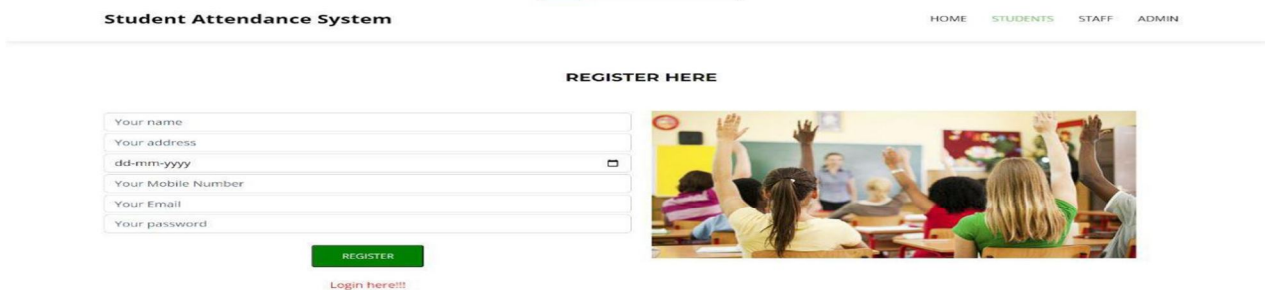 Student Attendance System
HOME STUDENTS STAFF ADMIN
REGISTER HERE
Your name
Your address
dd-mm-yyyy
Your Mobile Number
Your Email
Your password
REGISTER
Login here!!!